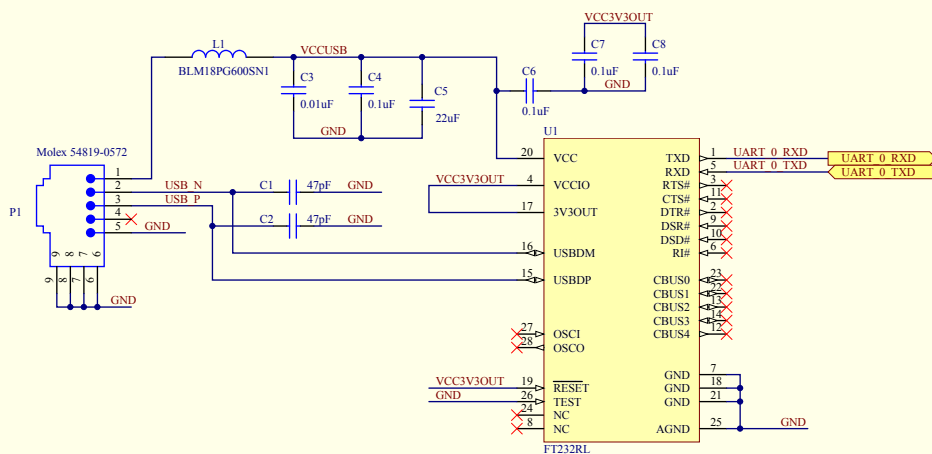 VCC3V3OUT
L1
VCCUSB
C7
C8
BLM18PG600SN1
C3
C4
C5
C6
0.1uF
0.1uF
0.01uF
0.1uF
22uF
GND
0.1uF
GND
U1
Molex 54819-0572
P1
1
2
3
4
5
USB_N
USB_P
GND
C1
47pF
GND
C2
47pF
GND
9
8
7
6
9
8
7
6
GND
VCC3V3OUT
20
VCC
4
VCCIO
17
3V3OUT
16
USBDM
15
USBDP
27
OSCI
28
OSCO
VCC3V3OUT
19
RESET
GND
26
TEST
24
NC
8
NC
TXD
1
UART_0_RXD
UART_0_RXD
RXD
5
UART_0_TXD
UART_0_TXD
RTS#
3
CTS#
11
DTR#
2
DSR#
9
DSD#
10
RI#
6
CBUS0
23
CBUS1
22
CBUS2
13
CBUS3
14
CBUS4
12
GND
7
GND
18
GND
21
AGND
25
GND
FT232RL